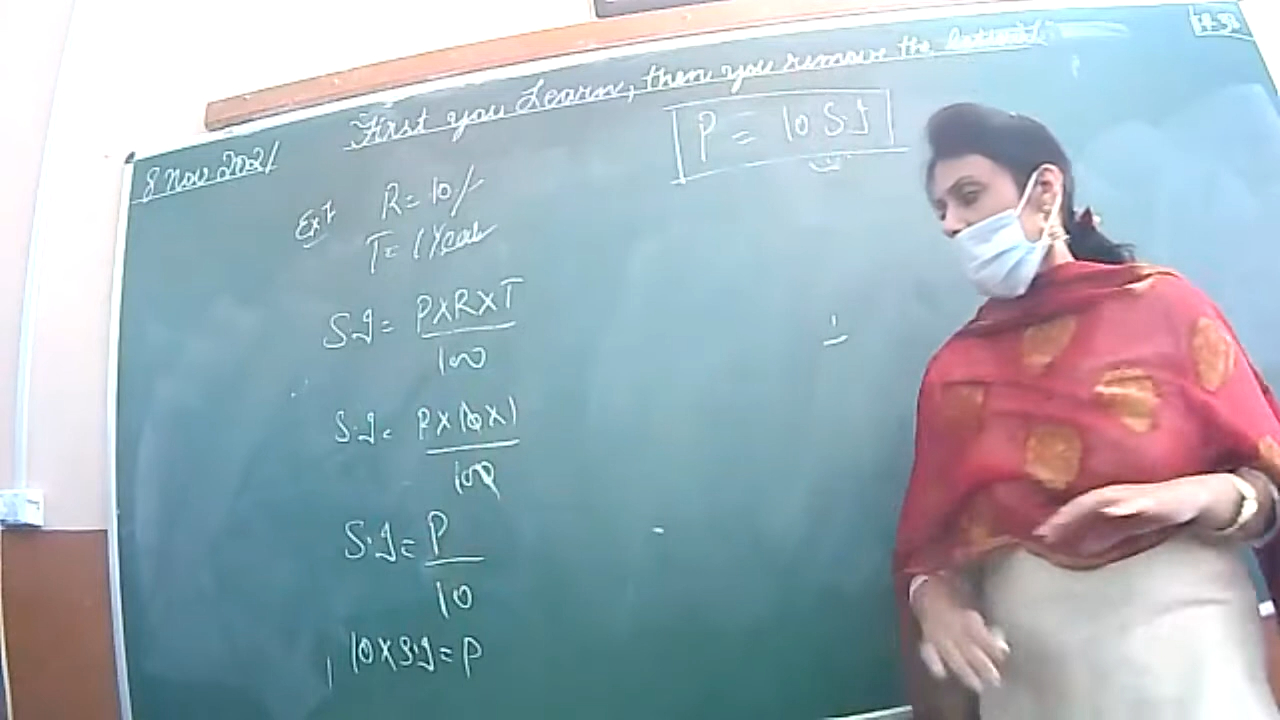 First you Learn, then you remove the
8 Nov 2021
P = 10 S.I
R = 10%
T = 1 Year
S.I = P×R×T
100
S.I = P×10×1
100
S.I = P
10
10×S.I = P